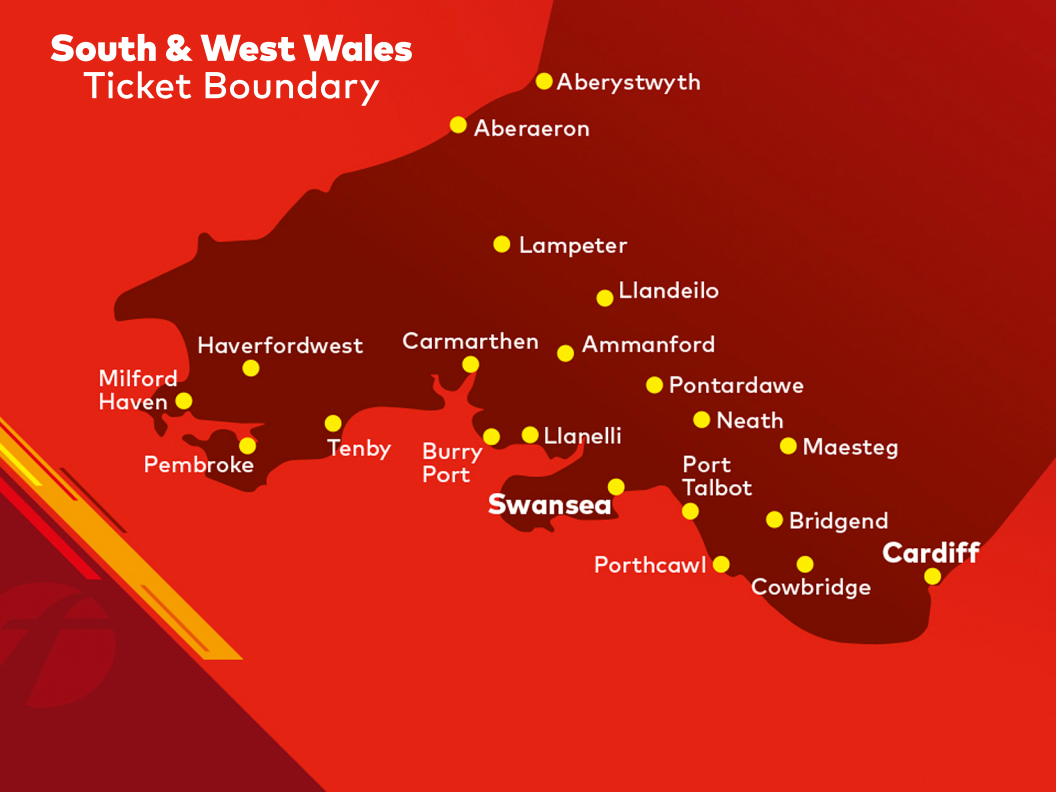 South & West Wales
Ticket Boundary
Aberystwyth
Aberaeron
Lampeter
Llandeilo
Carmarthen
Ammanford
Haverfordwest
Milford
Haven
Pontardawe
Neath
Llanelli
Maesteg
Tenby
Burry
Port
Pembroke
Port
Talbot
Swansea
Bridgend
Cardiff
Porthcawl
Cowbridge